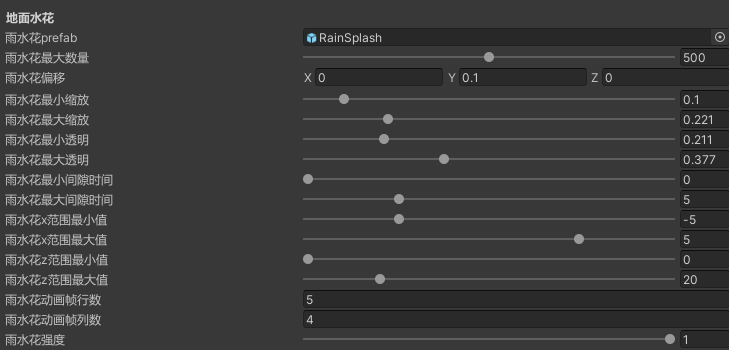 地面水花
雨水花prefab RainSplash
雨水花最大数量 500
雨水花偏移 X 0 Y 0.1 Z 0
雨水花最小缩放 0.1
雨水花最大缩放 0.221
雨水花最小透明 0.211
雨水花最大透明 0.377
雨水花最小间隙时间 0
雨水花最大间隙时间 5
雨水花x范围最小值 -5
雨水花x范围最大值 5
雨水花z范围最小值 0
雨水花z范围最大值 20
雨水花动画帧行数 5
雨水花动画帧列数 4
雨水花强度 1